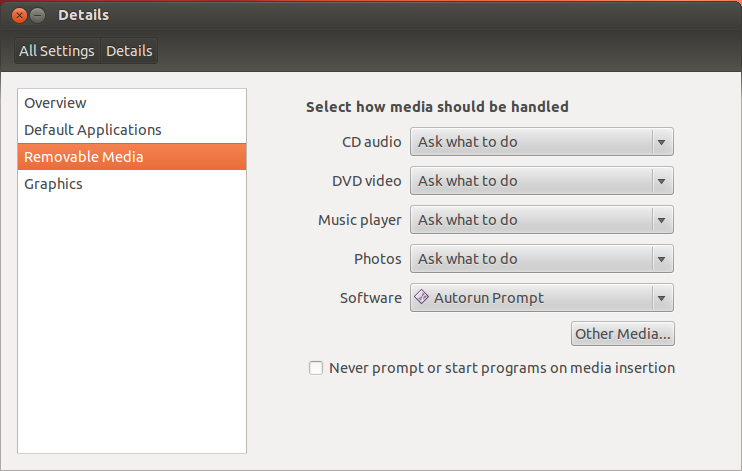 Details
All Settings Details
Overview
Default Applications
Removable Media
Graphics
Select how media should be handled
CD audio Ask what to do
DVD video Ask what to do
Music player Ask what to do
Photos Ask what to do
Software Autorun Prompt
Other Media...
Never prompt or start programs on media insertion